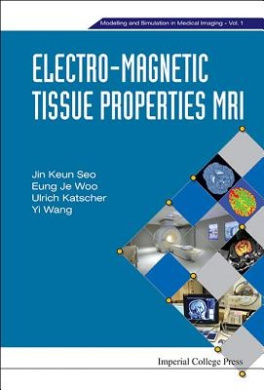 Modelling and Simulation in Medical Imaging - Vol. 1
ELECTRO-MAGNETIC
TISSUE PROPERTIES MRI
Jin Keun Seo
Eung Je Woo
Ulrich Katscher
Yi Wang
Imperial College Press